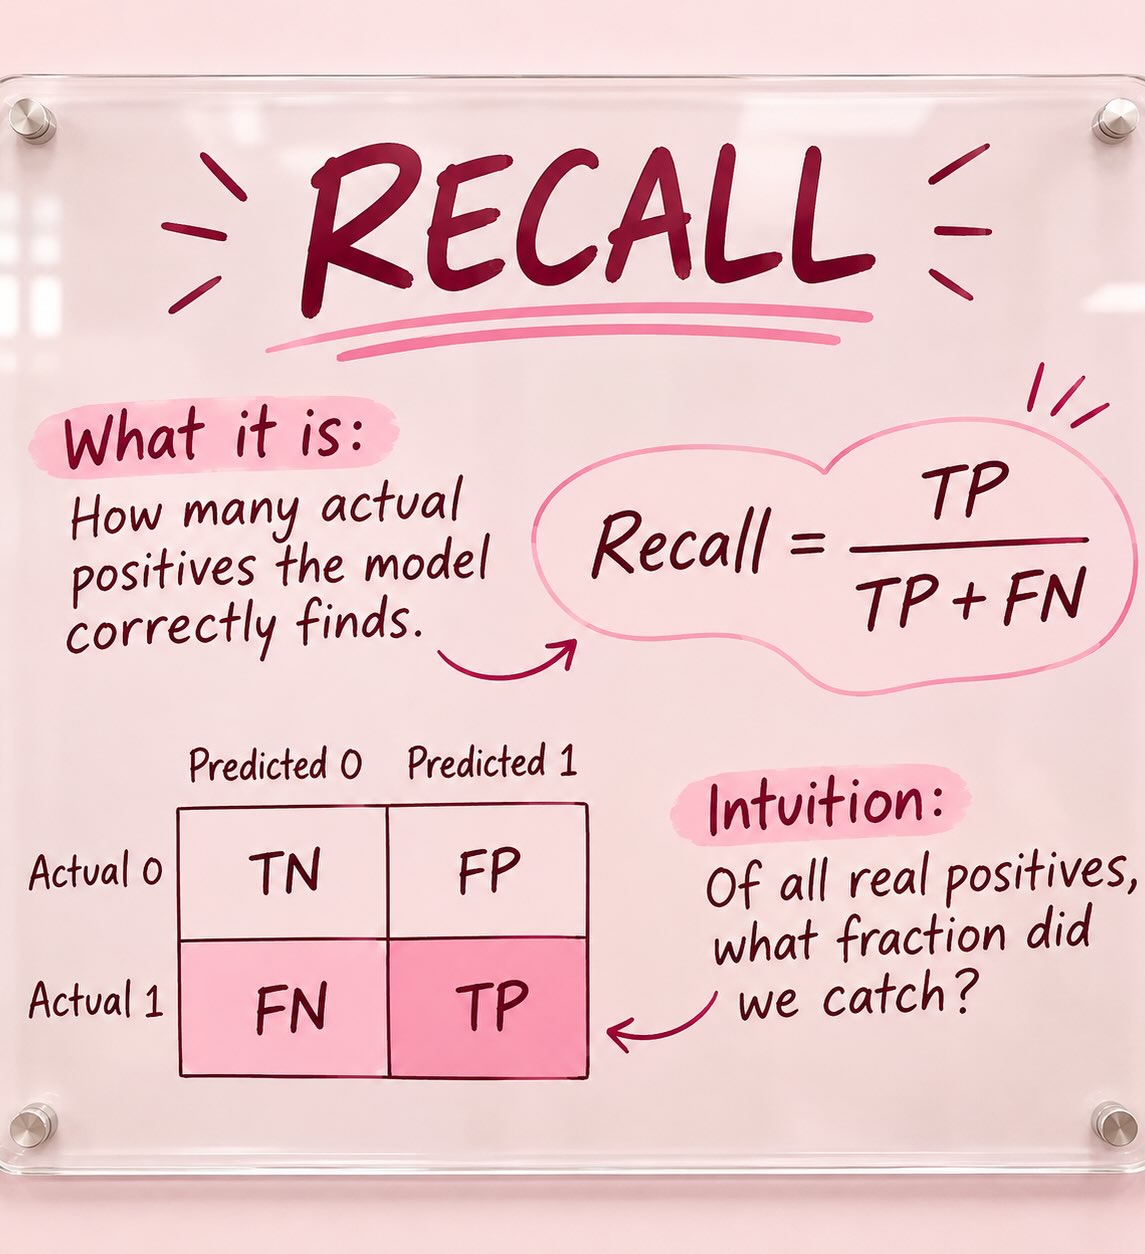 RECALL
What it is:
How many actual
positives the model
correctly finds.
Recall = TP
TP + FN
Predicted 0 Predicted 1
Actual 0 TN FP
Actual 1 FN TP
Intuition:
Of all real positives,
what fraction did
we catch?